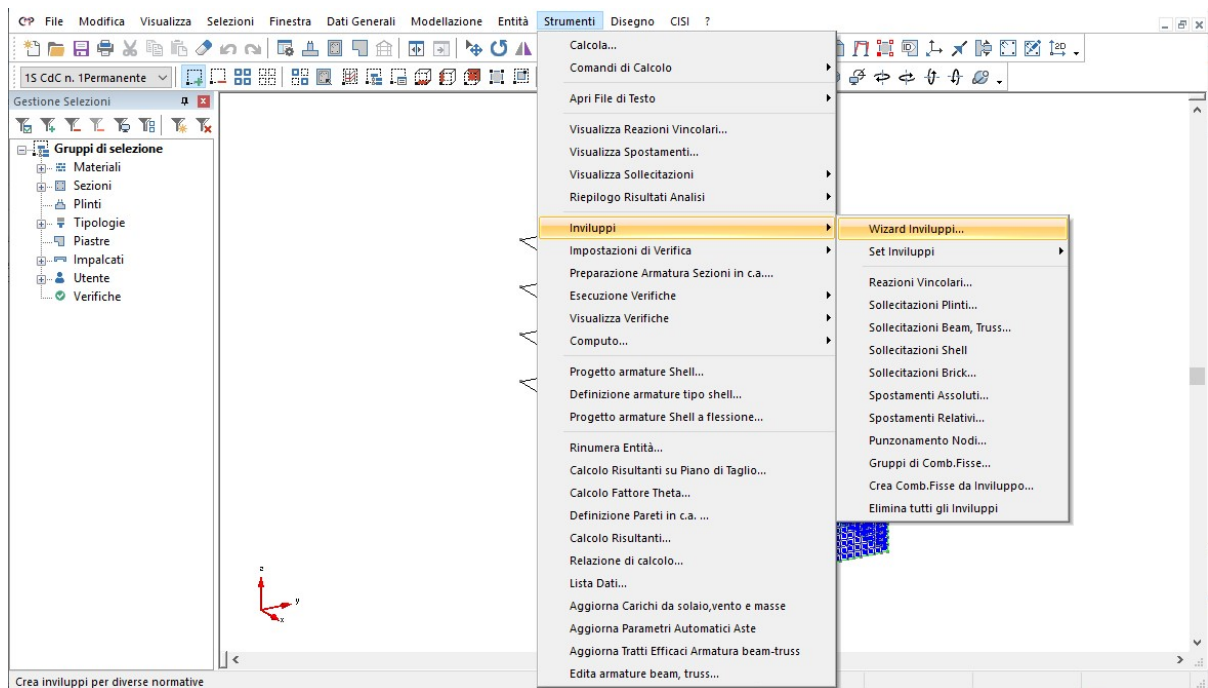 File Modifica Visualizza Selezioni Finestra Dati Generali Modellazione Entità Strumenti Disegno CISI ?
1S CdC n. 1Permanente
Gestione Selezioni
Gruppi di selezione
Materiali
Sezioni
Plinti
Tipologie
Piastre
Impalcati
Utente
Verifiche
Calcola...
Comandi di Calcolo
Apri File di Testo
Visualizza Reazioni Vincolari...
Visualizza Spostamenti...
Visualizza Sollecitazioni
Riepilogo Risultati Analisi
Inviluppi
Impostazioni di Verifica
Preparazione Armatura Sezioni in c.a....
Esecuzione Verifiche
Visualizza Verifiche
Computo...
Progetto armature Shell...
Definizione armature tipo shell...
Progetto armature Shell a flessione...
Rinumera Entità...
Calcolo Risultanti su Piano di Taglio...
Calcolo Fattore Theta...
Definizione Pareti in c.a. ...
Calcolo Risultanti...
Relazione di calcolo...
Lista Dati...
Aggiorna Carichi da solaio,vento e masse
Aggiorna Parametri Automatici Aste
Aggiorna Tratti Efficaci Armatura beam-truss
Edita armature beam, truss...
Wizard Inviluppi...
Set Inviluppi
Reazioni Vincolari...
Sollecitazioni Plinti...
Sollecitazioni Beam, Truss...
Sollecitazioni Shell
Sollecitazioni Brick...
Spostamenti Assoluti...
Spostamenti Relativi...
Punzonamento Nodi...
Gruppi di Comb.Fisse...
Crea Comb.Fisse da Inviluppo...
Elimina tutti gli Inviluppi
z
y
x
Crea inviluppi per diverse normative